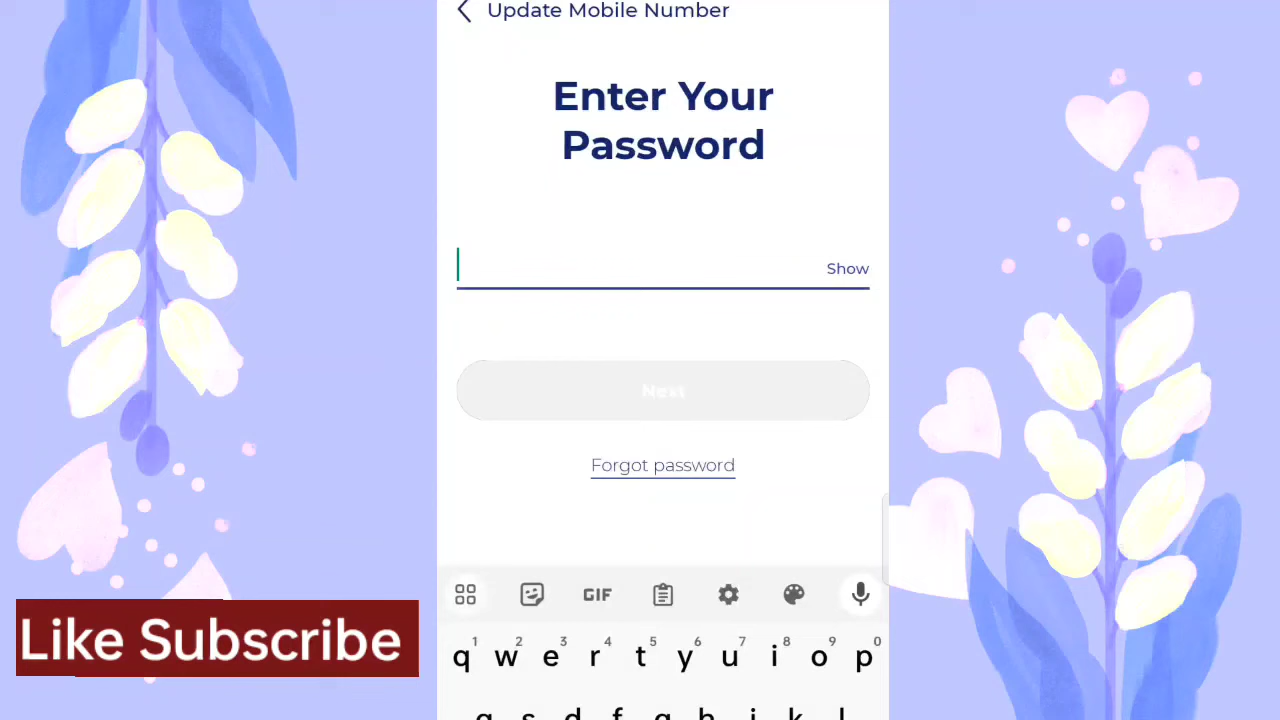 Update Mobile Number
Enter Your
Password
Show
Next
Forgot password
GIF
1 2 3 4 5 6 7 8 9 0
q w e r t y u i o p
a s d f g h j k l
Like Subscribe